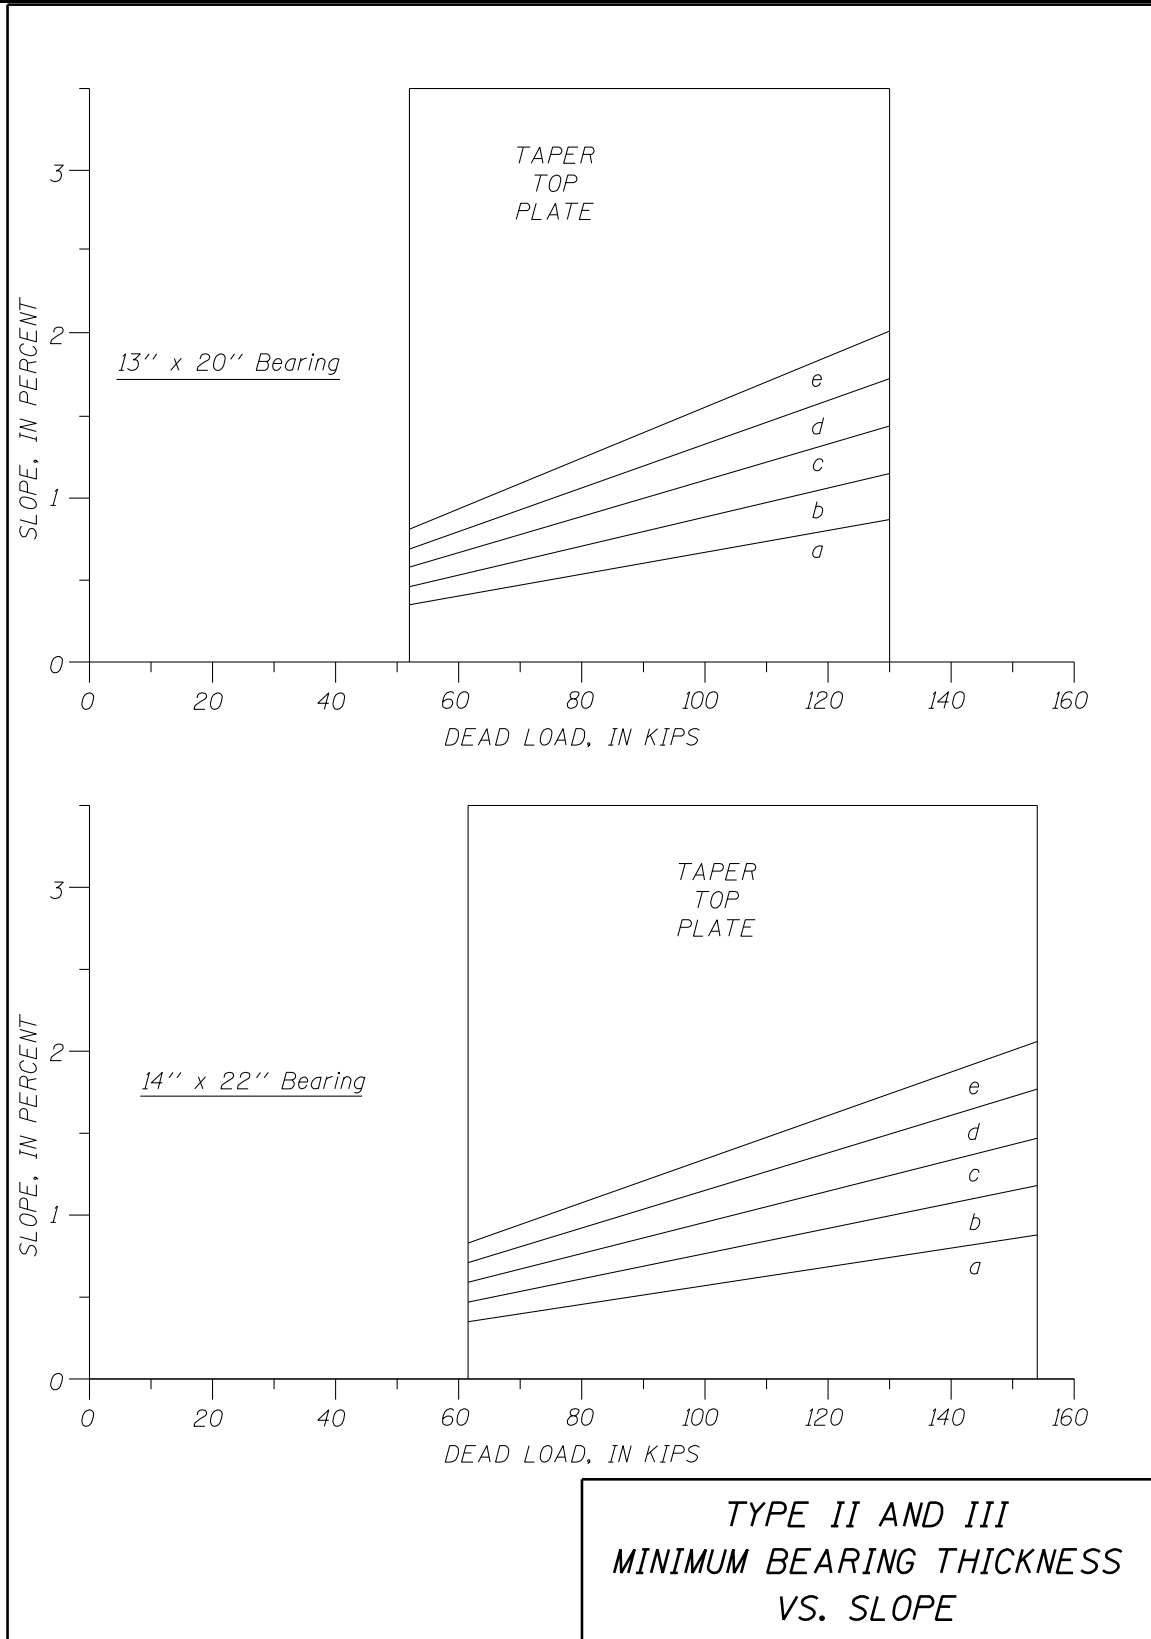 TAPER
TOP
PLATE
3
2
1
0
SLOPE, IN PERCENT
13'' x 20'' Bearing
e
d
c
b
a
0 20 40 60 80 100 120 140 160
DEAD LOAD, IN KIPS
TAPER
TOP
PLATE
3
2
1
0
SLOPE, IN PERCENT
14'' x 22'' Bearing
e
d
c
b
a
0 20 40 60 80 100 120 140 160
DEAD LOAD, IN KIPS
TYPE II AND III
MINIMUM BEARING THICKNESS
VS. SLOPE